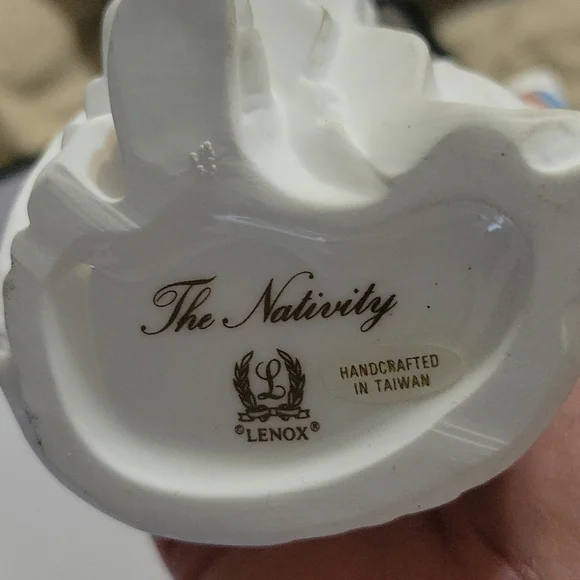 The Nativity
L
HANDCRAFTED
IN TAIWAN
©LENOX®